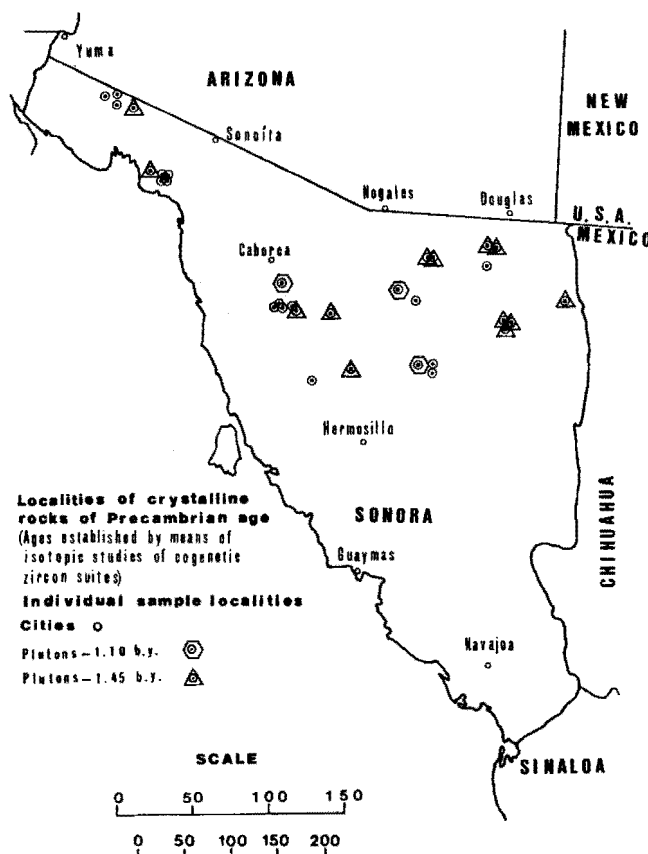 Yuma
ARIZONA
NEW
MEXICO
Sonoíta
Nogales
Douglas
U.S.A.
MEXICO
Caborca
Hermosillo
Localities of crystalline
rocks of Precambrian age
(Ages established by means of
isotopic studies of cogenetic
zircon suites)
SONORA
CHIHUAHUA
Guaymas
Individual sample localities
Cities
Plutons—1.10 b.y.
Plutons—1.45 b.y.
Navajoa
SINALOA
SCALE
0 50 100 150
0 50 100 150 200